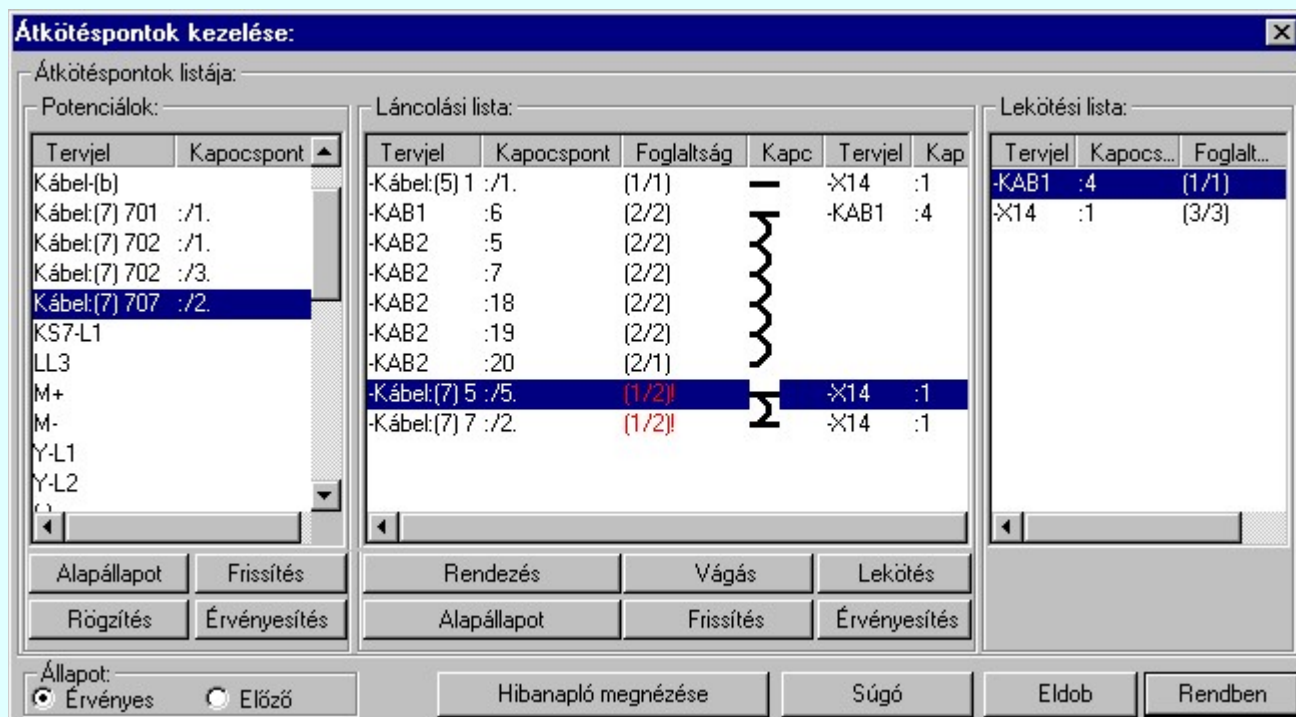 Átkötéspontok kezelése:
Átkötéspontok listája:
Potenciálok:
Tervjel Kapocspont
Kábel-(b)
Kábel:(7) 701 :/1.
Kábel:(7) 702 :/1.
Kábel:(7) 702 :/3.
Kábel:(7) 707 :/2.
KS7-L1
LL3
M+
M-
Y-L1
Y-L2
Alapállapot Frissítés
Rögzítés Érvényesítés
Láncolási lista:
Tervjel Kapocspont Foglaltság Kapc Tervjel Kap
-Kábel:(5) 1 :/1. (1/1) -X14 :1
-KAB1 :6 (2/2) -KAB1 :4
-KAB2 :5 (2/2)
-KAB2 :7 (2/2)
-KAB2 :18 (2/2)
-KAB2 :19 (2/2)
-KAB2 :20 (2/1)
-Kábel:(7) 5 :/5. (1/2)! -X14 :1
-Kábel:(7) 7 :/2. (1/2)! -X14 :1
Rendezés Vágás Lekötés
Alapállapot Frissítés Érvényesítés
Lekötési lista:
Tervjel Kapocs... Foglalt...
-KAB1 :4 (1/1)
-X14 :1 (3/3)
Állapot:
Érvényes Előző
Hibanapló megnézése Súgó Eldob Rendben